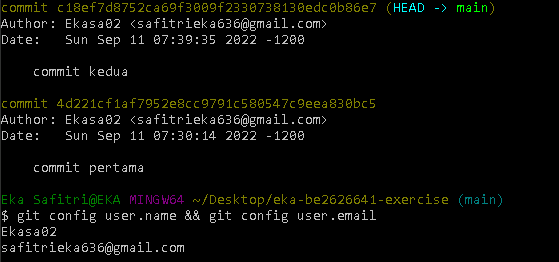 commit c18ef7d8752ca69f3009f2330738130edc0b86e7 (HEAD -> main)
Author: Ekasa02 <safitrieka636@gmail.com>
Date:   Sun Sep 11 07:39:35 2022 -1200
commit kedua
commit 4d221cf1af7952e8cc9791c580547c9eea830bc5
Author: Ekasa02 <safitrieka636@gmail.com>
Date:   Sun Sep 11 07:30:14 2022 -1200
commit pertama
Eka Safitri@EKA MINGW64 ~/Desktop/eka-be2626641-exercise (main)
$ git config user.name && git config user.email
Ekasa02
safitrieka636@gmail.com